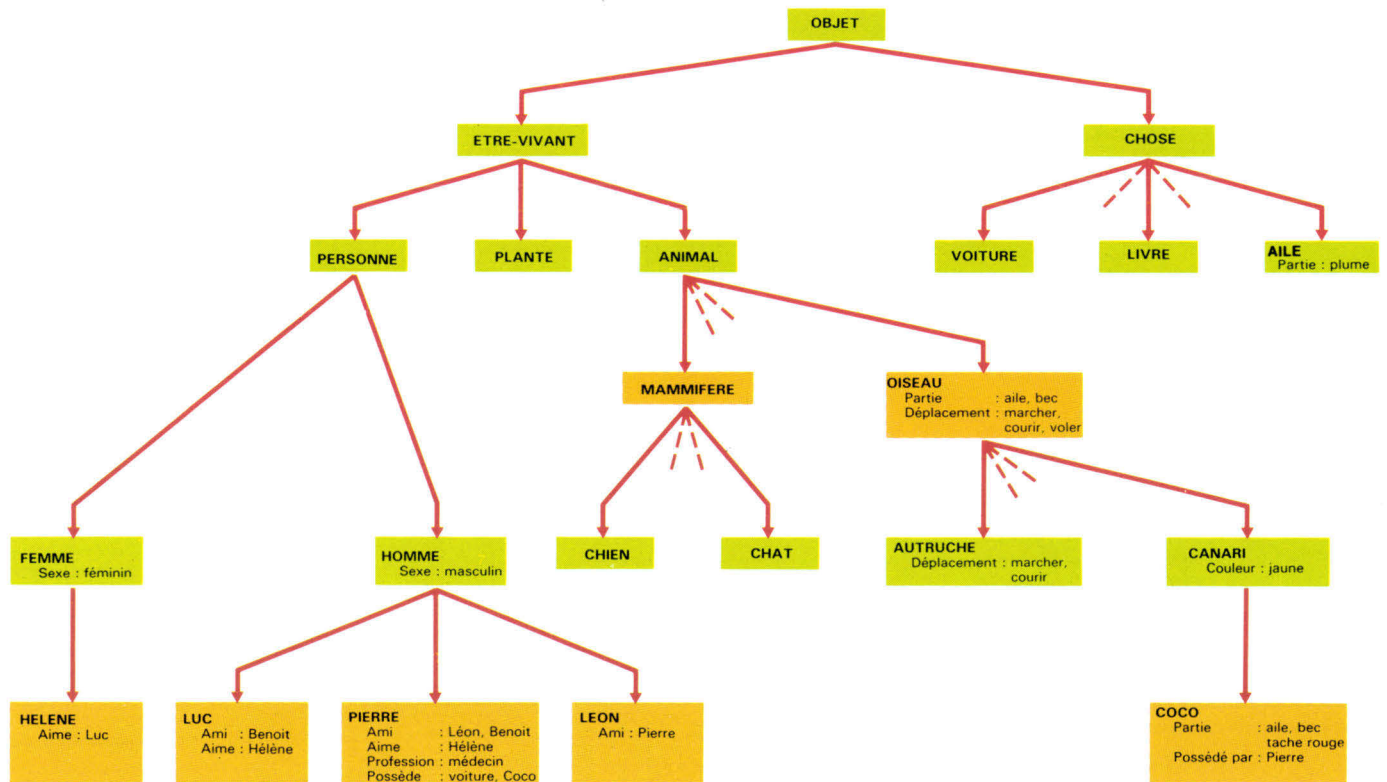 OBJET
ETRE-VIVANT
CHOSE
PERSONNE
PLANTE
ANIMAL
VOITURE
LIVRE
AILE
Partie : plume
MAMMIFERE
OISEAU
Partie : aile, bec
Déplacement : marcher,
courir, voler
FEMME
Sexe : féminin
HOMME
Sexe : masculin
CHIEN
CHAT
AUTRUCHE
Déplacement : marcher,
courir
CANARI
Couleur : jaune
HELENE
Aime : Luc
LUC
Ami : Benoit
Aime : Hélène
PIERRE
Ami : Léon, Benoit
Aime : Hélène
Profession : médecin
Possède : voiture, Coco
LEON
Ami : Pierre
COCO
Partie : aile, bec
tache rouge
Possédé par : Pierre